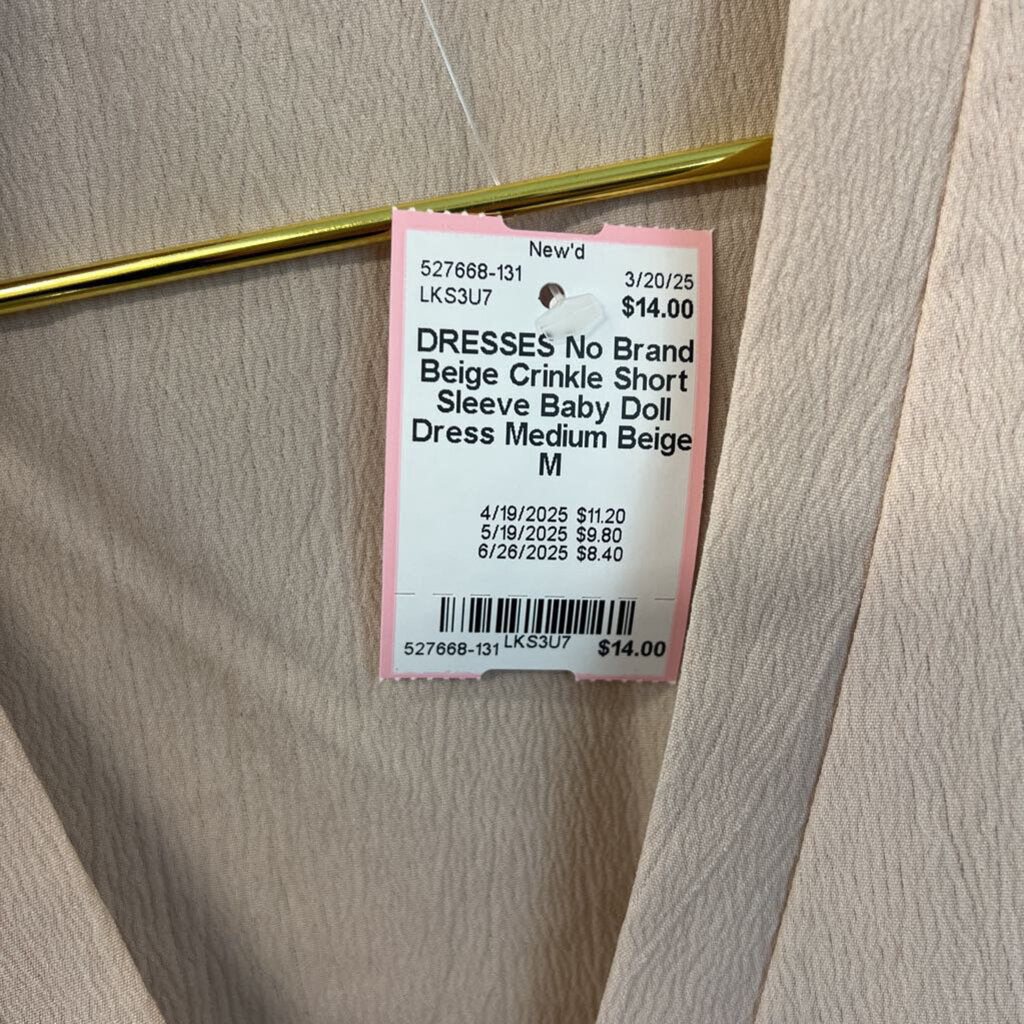 New'd
527668-131 3/20/25
LKS3U7 $14.00
DRESSES No Brand
Beige Crinkle Short
Sleeve Baby Doll
Dress Medium Beige
M
4/19/2025 $11.20
5/19/2025 $9.80
6/26/2025 $8.40
527668-131 LKS3U7 $14.00